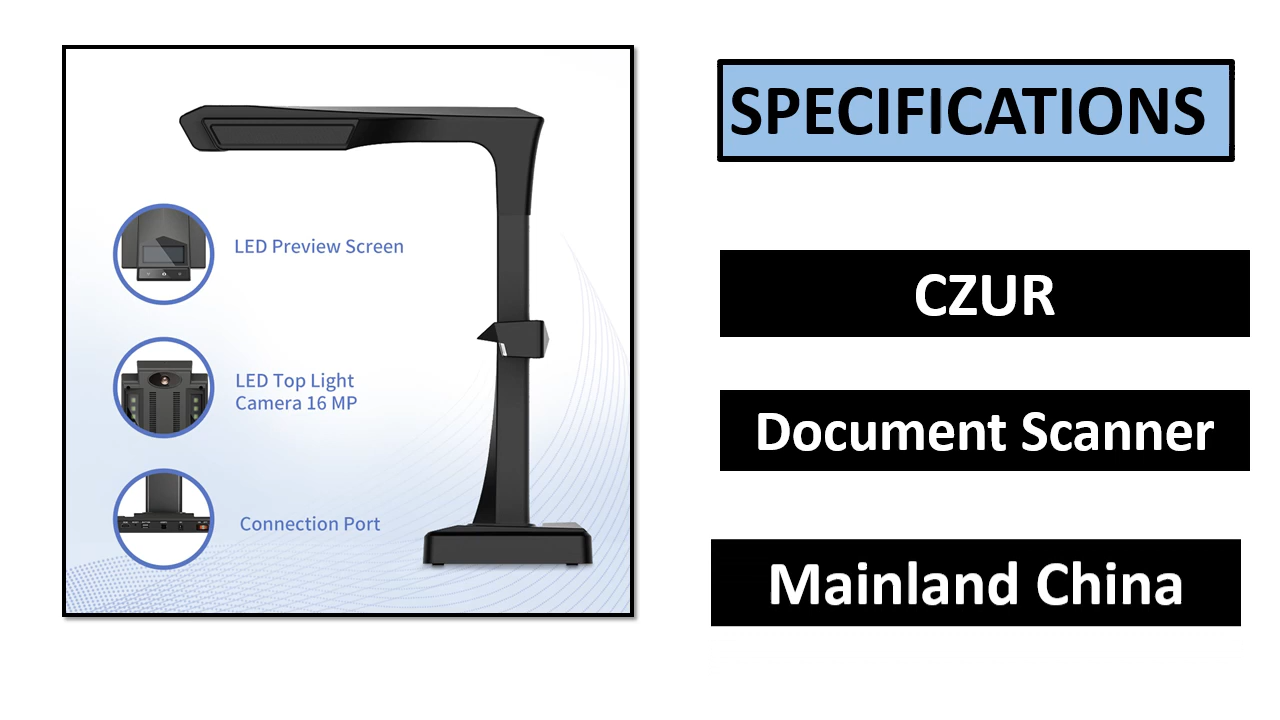 SPECIFICATIONS
LED Preview Screen
CZUR
LED Top Light
Camera 16 MP
Document Scanner
Connection Port
Mainland China